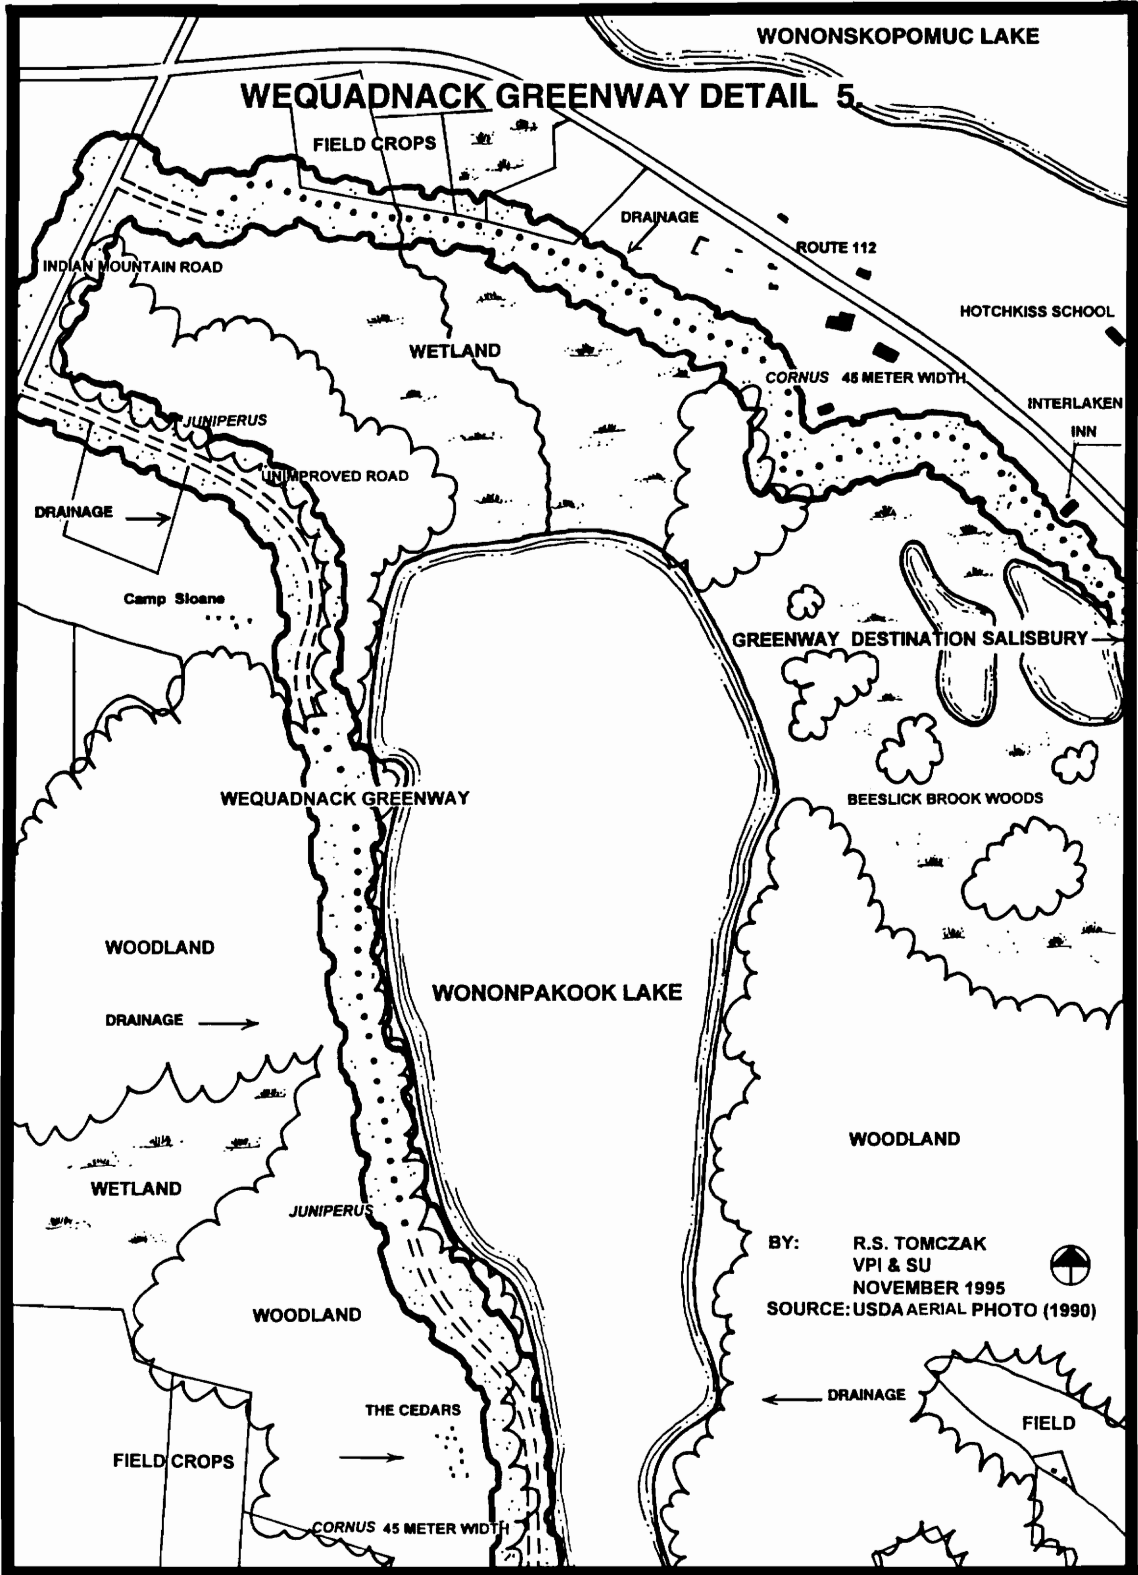 WONONSKOPOMUC LAKE
WEQUADNACK GREENWAY DETAIL 5.
FIELD CROPS
DRAINAGE
ROUTE 112
INDIAN MOUNTAIN ROAD
HOTCHKISS SCHOOL
WETLAND
CORNUS 45 METER WIDTH
INTERLAKEN
INN
JUNIPERUS
UNIMPROVED ROAD
DRAINAGE
Camp Sloane
GREENWAY DESTINATION SALISBURY
WEQUADNACK GREENWAY
BEESLICK BROOK WOODS
WOODLAND
WONONPAKOOK LAKE
DRAINAGE
WOODLAND
WETLAND
JUNIPERUS
BY: R.S. TOMCZAK
VPI & SU
NOVEMBER 1995
SOURCE: USDA AERIAL PHOTO (1990)
WOODLAND
DRAINAGE
THE CEDARS
FIELD
FIELD CROPS
CORNUS 45 METER WIDTH